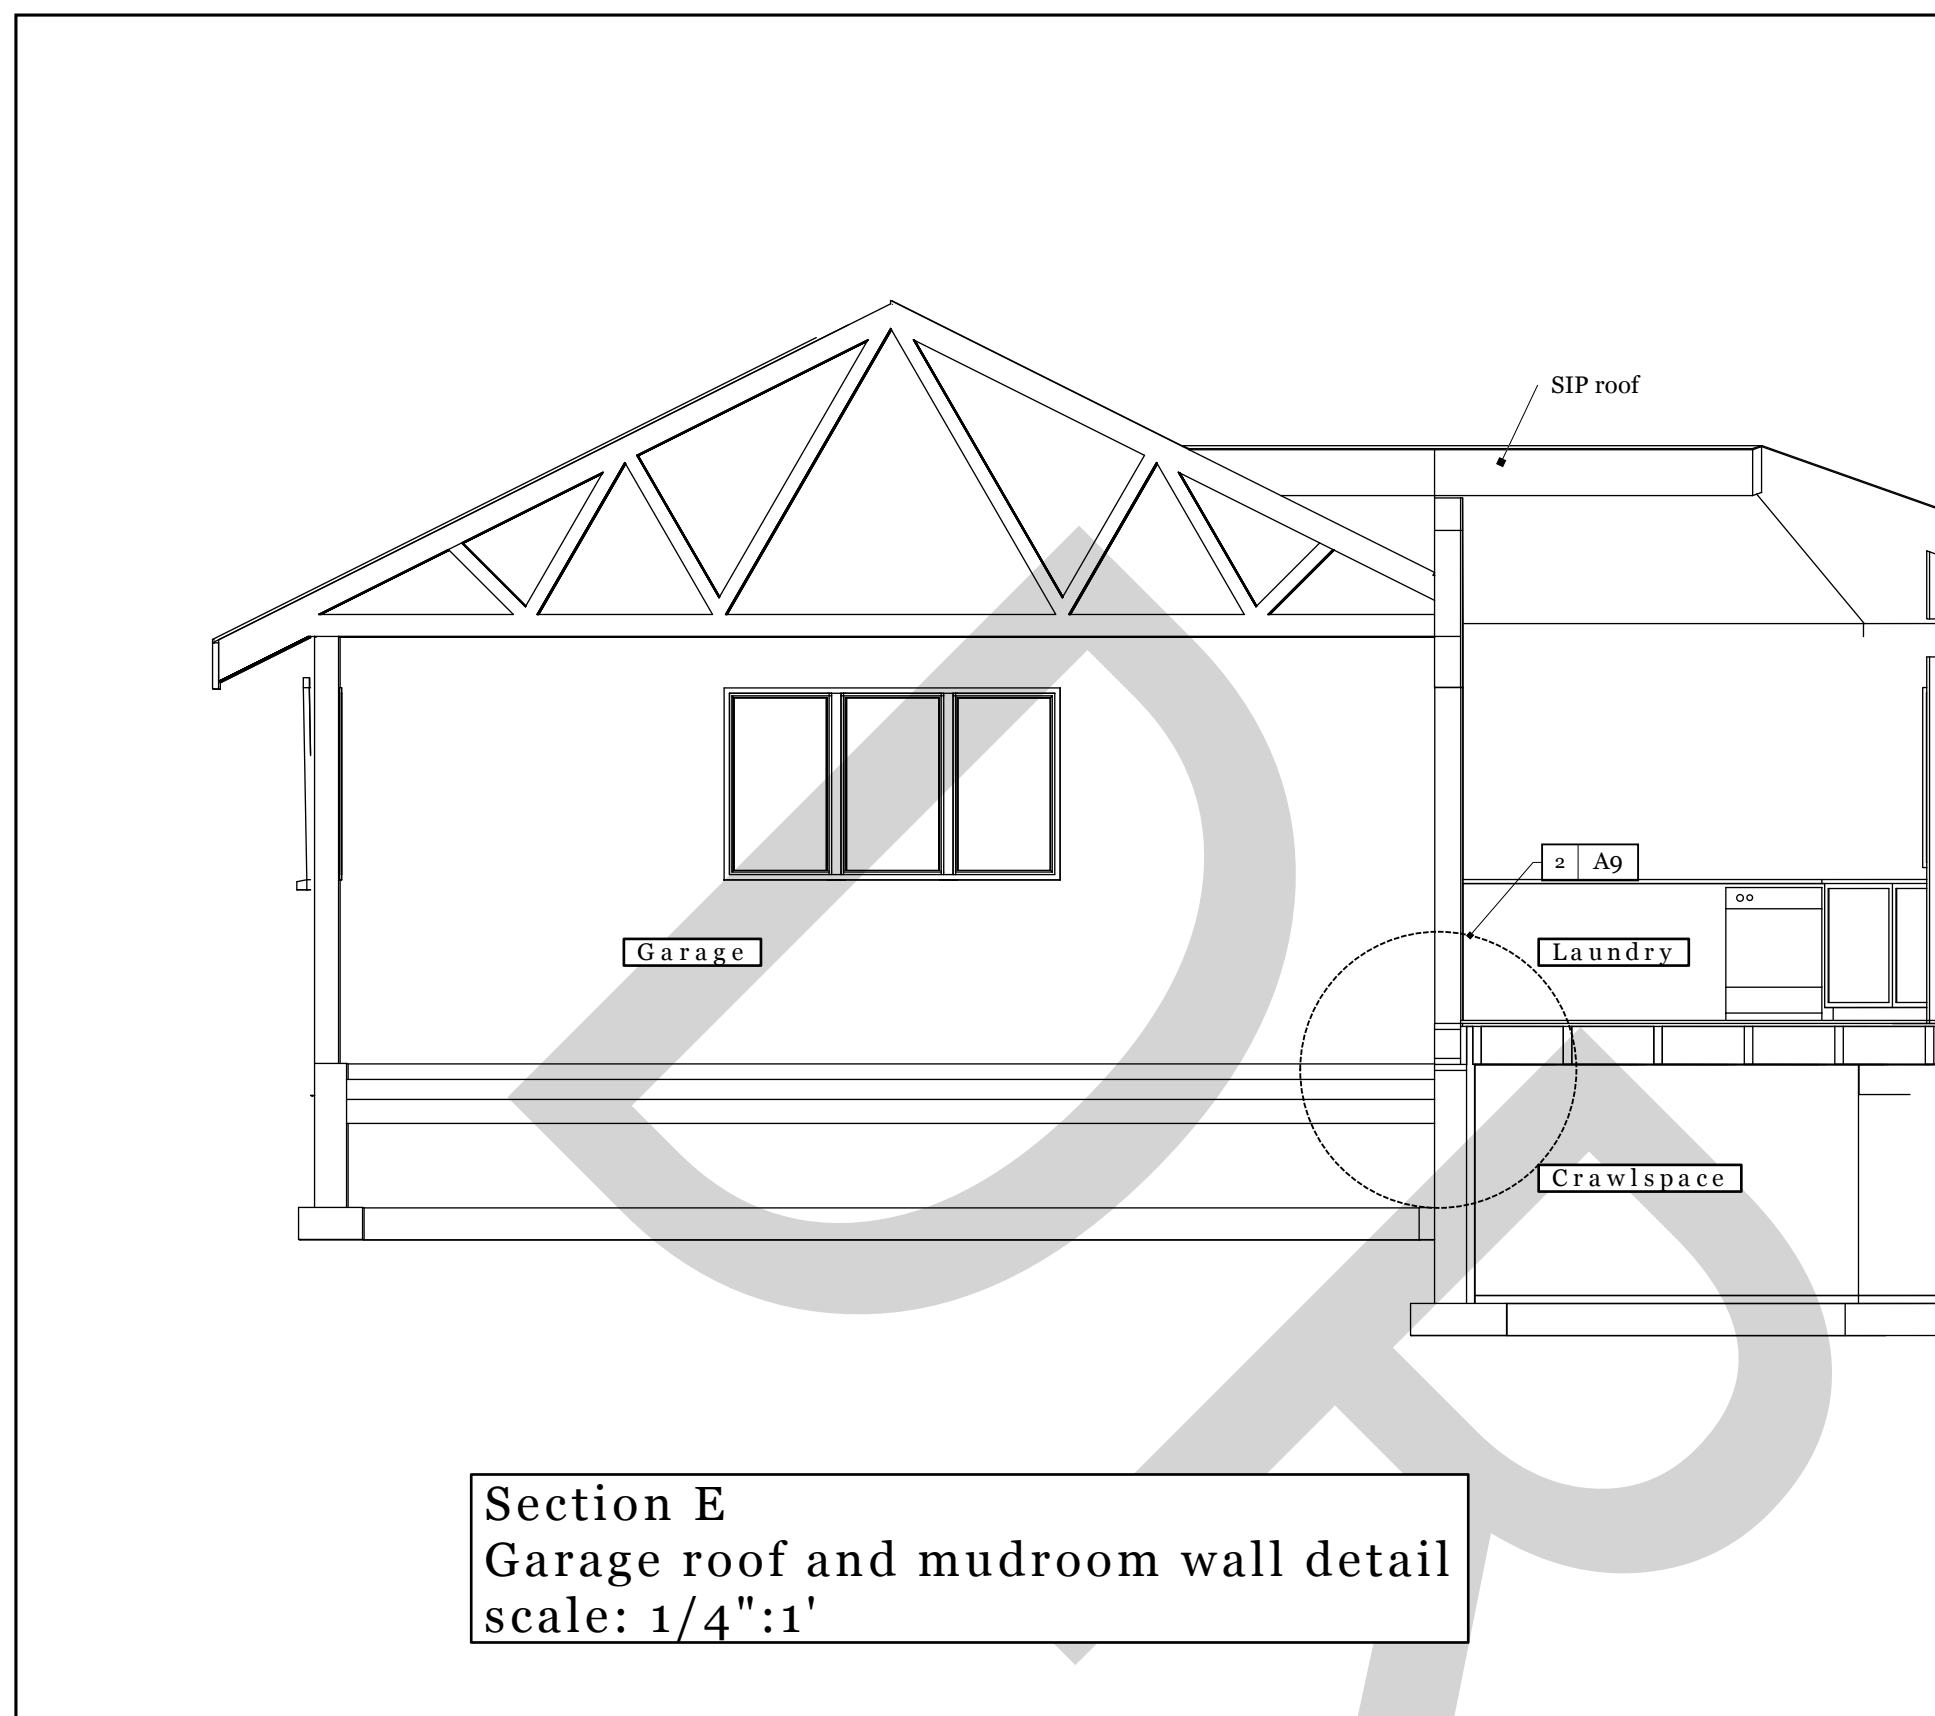 SIP roof
2 A9
Garage
Laundry
Crawlspace
Section E
Garage roof and mudroom wall detail
scale: 1/4":1'